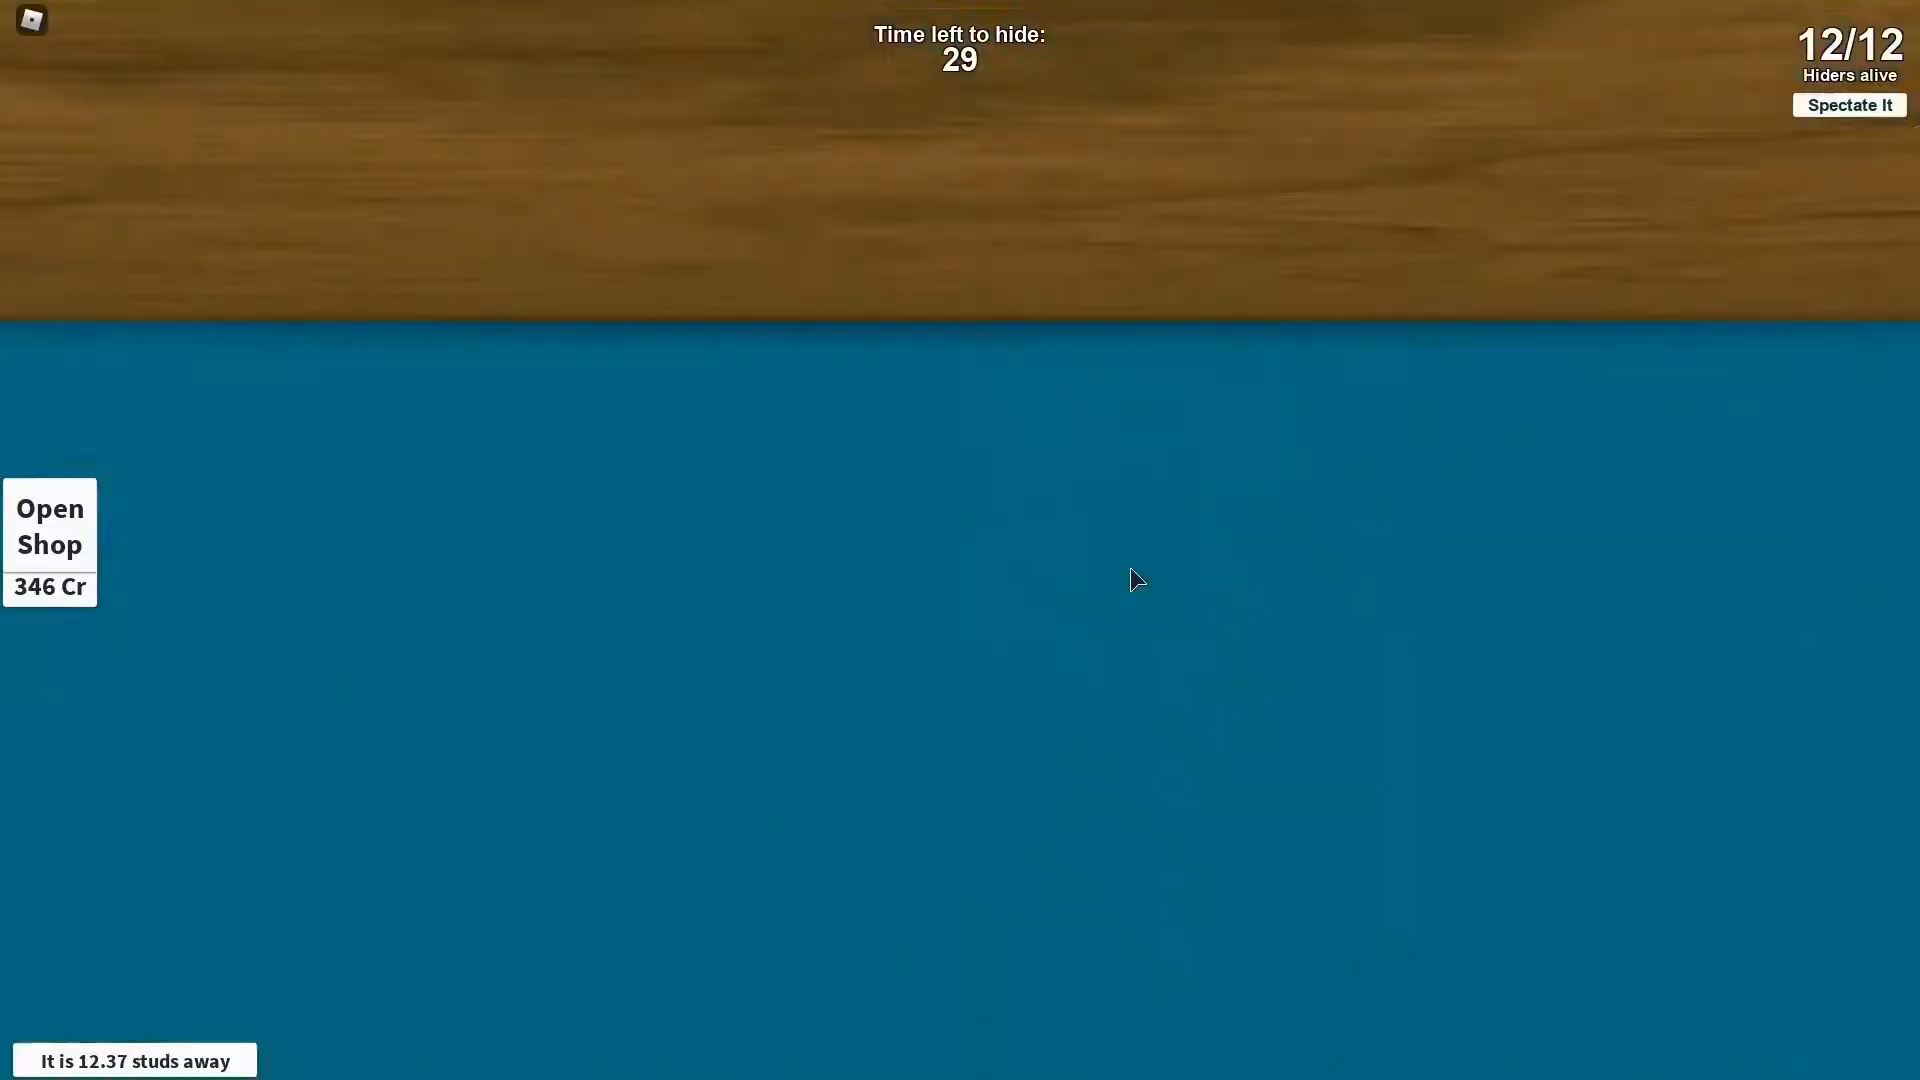 Time left to hide:
29
12/12
Hiders alive
Spectate It
Open
Shop
346 Cr
It is 12.37 studs away